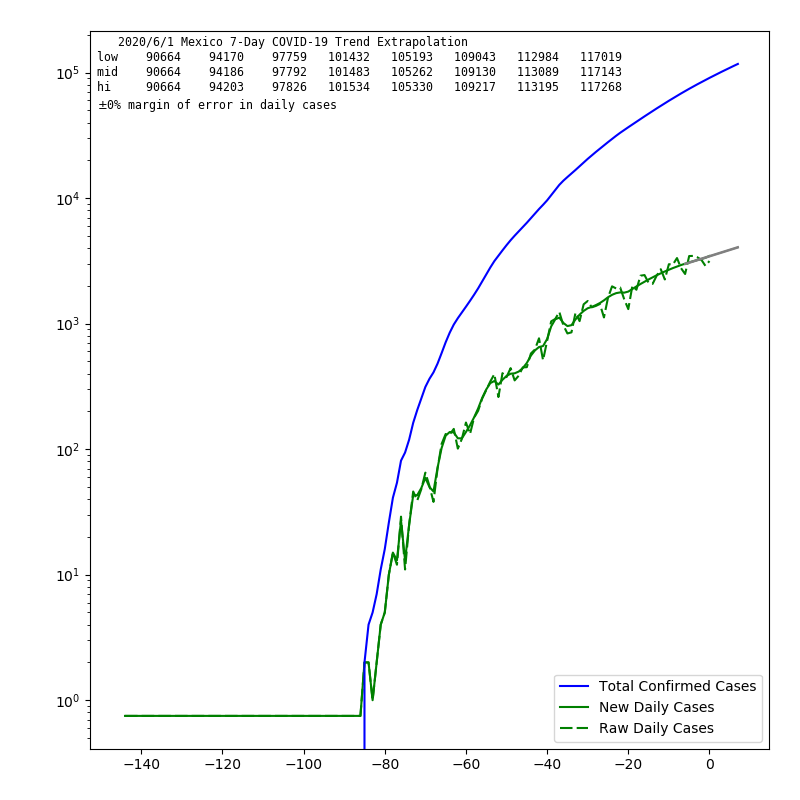 2020/6/1 Mexico 7-Day COVID-19 Trend Extrapolation
low 90664 94170 97759 101432 105193 109043 112984 117019
mid 90664 94186 97792 101483 105262 109130 113089 117143
hi 90664 94203 97826 101534 105330 109217 113195 117268
±0% margin of error in daily cases
10⁵
10⁴
10³
10²
10¹
10⁰
Total Confirmed Cases
New Daily Cases
Raw Daily Cases
−140 −120 −100 −80 −60 −40 −20 0